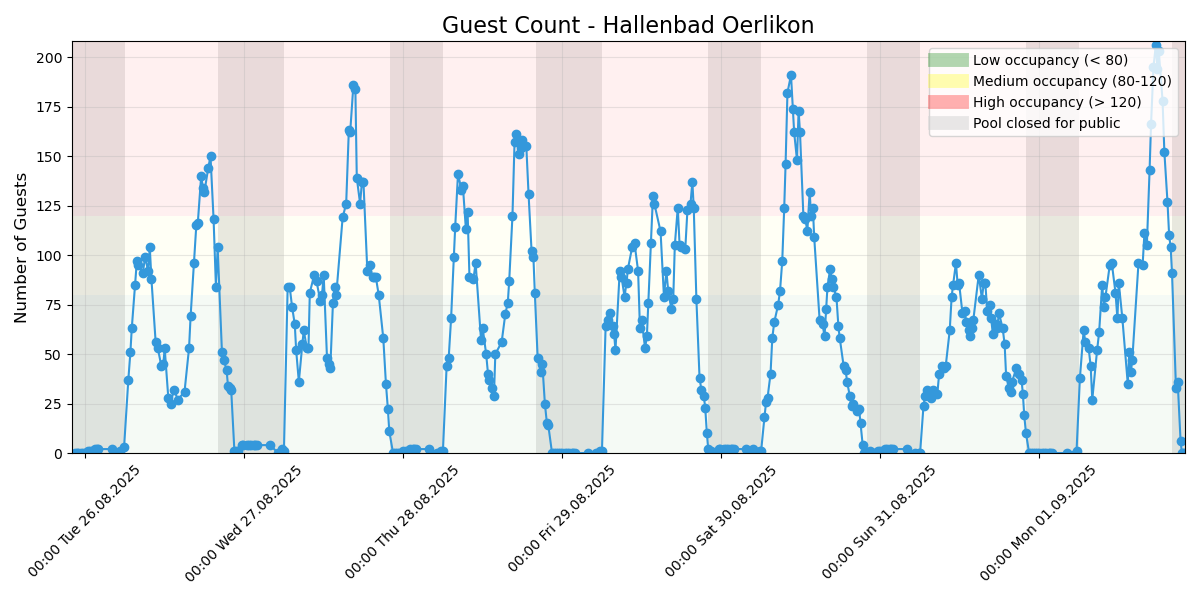 Guest Count - Hallenbad Oerlikon
Number of Guests
200
175
150
125
100
75
50
25
0
Low occupancy (< 80)
Medium occupancy (80-120)
High occupancy (> 120)
Pool closed for public
00:00 Tue 26.08.2025
00:00 Wed 27.08.2025
00:00 Thu 28.08.2025
00:00 Fri 29.08.2025
00:00 Sat 30.08.2025
00:00 Sun 31.08.2025
00:00 Mon 01.09.2025